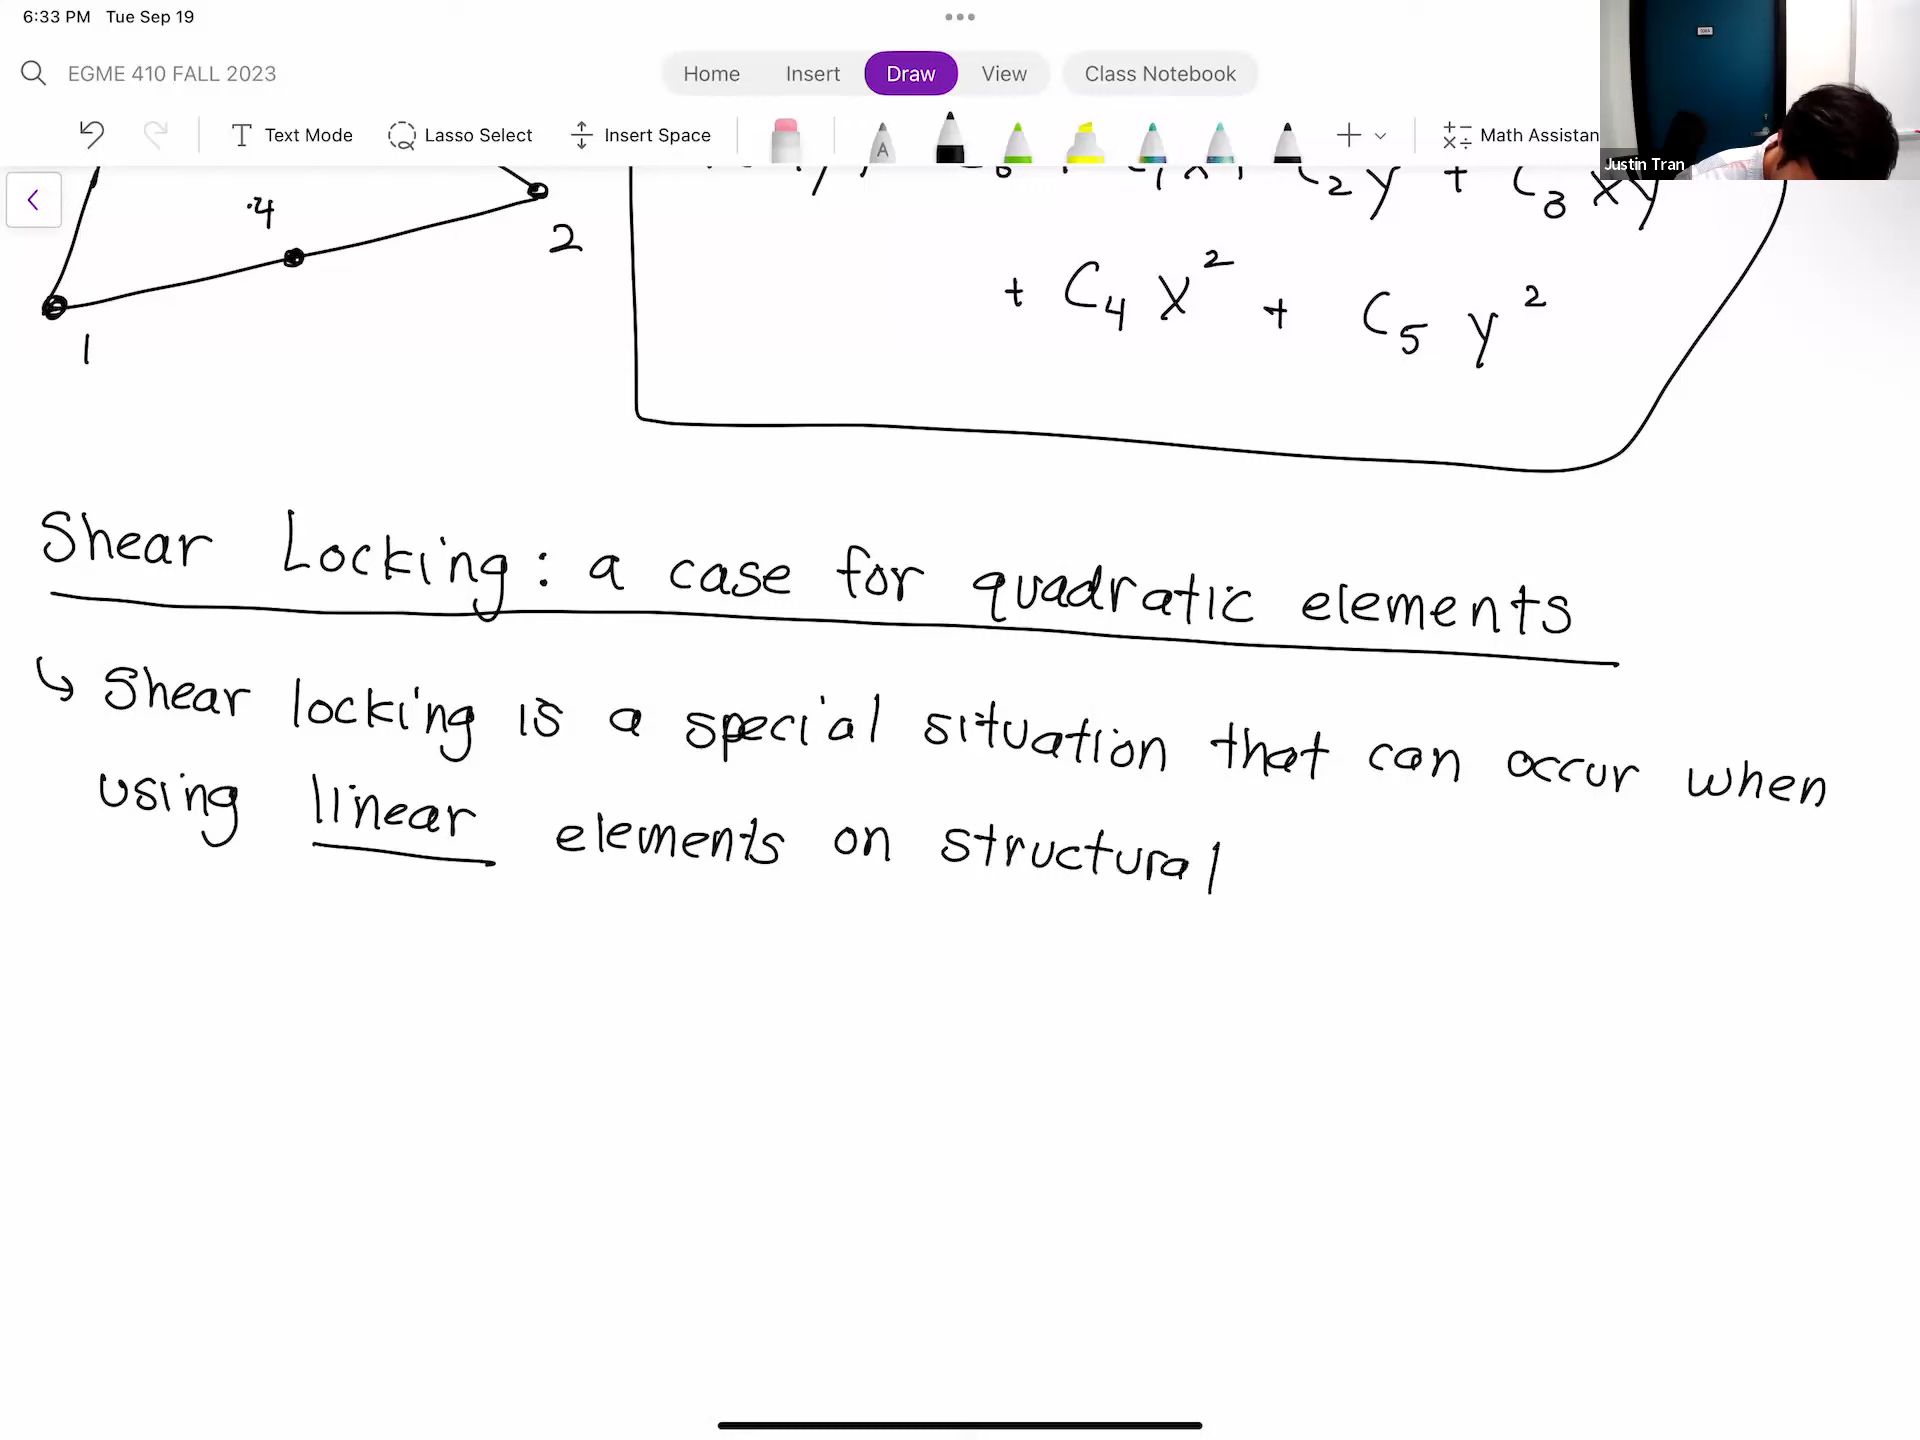 6:33 PM Tue Sep 19
EGME 410 FALL 2023
Home Insert Draw View Class Notebook
Text Mode Lasso Select Insert Space A Math Assistan
Justin Tran
C₂y + C₃xy
·4
2
+ C₄x² + C₅y²
1
Shear Locking: a case for quadratic elements
↳ Shear locking is a special situation that can occur when
using linear elements on structural